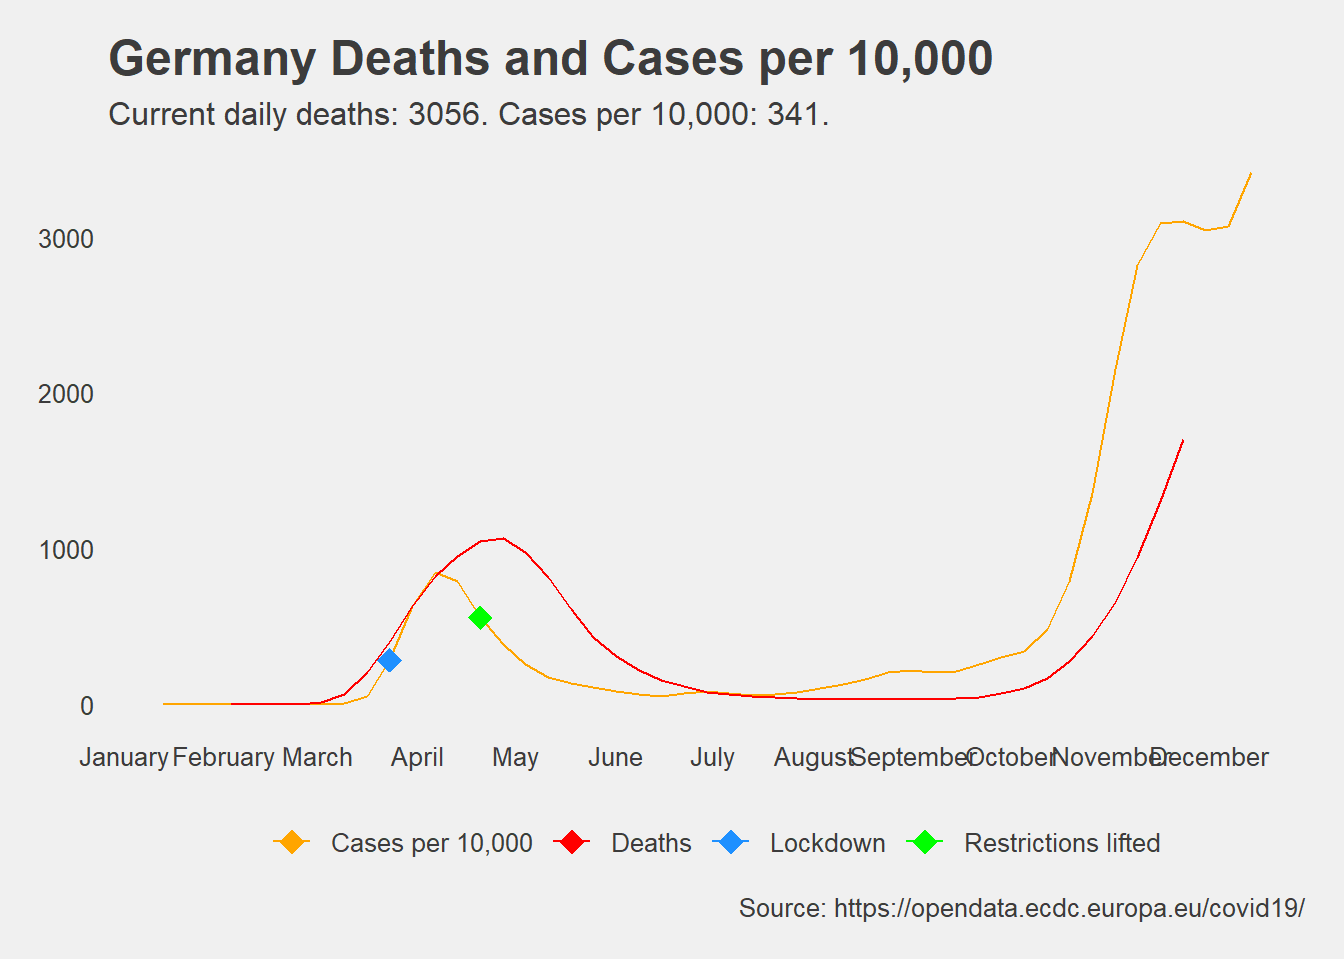 Germany Deaths and Cases per 10,000
Current daily deaths: 3056. Cases per 10,000: 341.
3000
2000
1000
0
January February March April May June July August September October November December
Cases per 10,000 Deaths Lockdown Restrictions lifted
Source: https://opendata.ecdc.europa.eu/covid19/